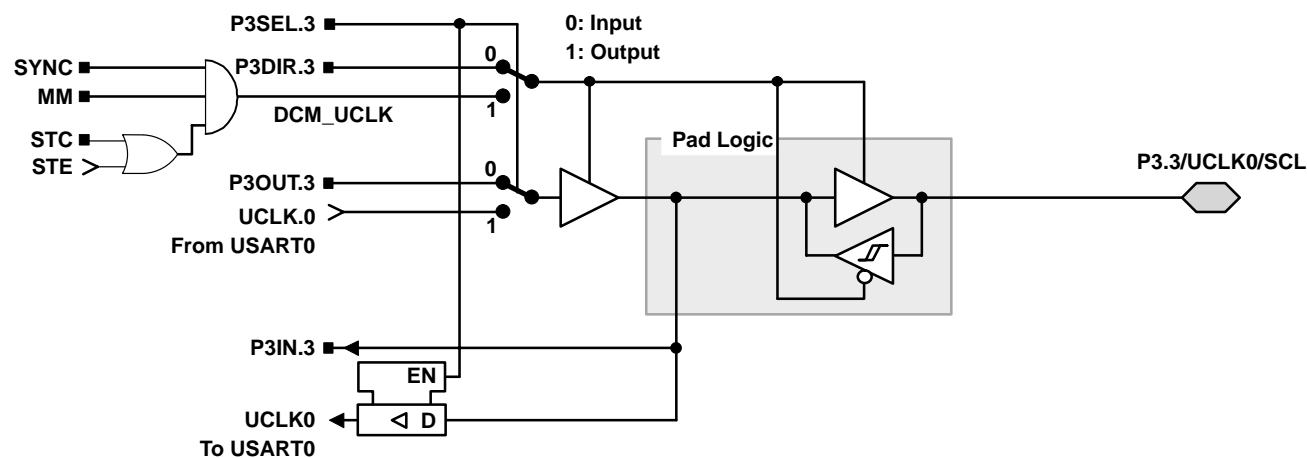 P3SEL.3
0: Input
1: Output
SYNC
P3DIR.3
0
MM
1
DCM_UCLK
STC
STE
Pad Logic
P3.3/UCLK0/SCL
0
P3OUT.3
UCLK.0
1
From USART0
P3IN.3
EN
UCLK0
D
To USART0